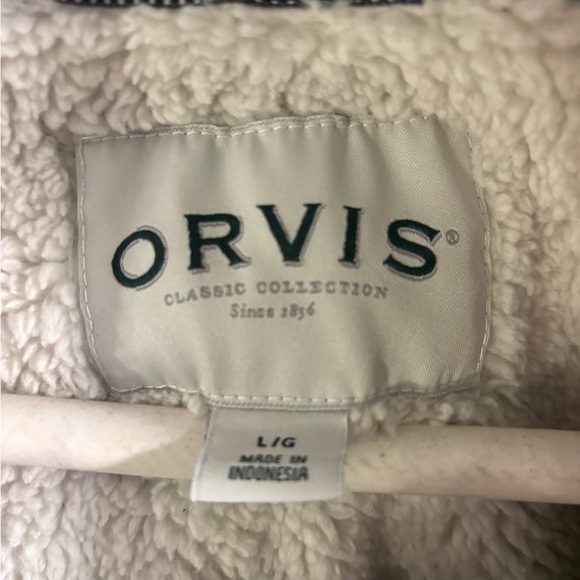 ORVIS®
CLASSIC COLLECTION
Since 1856
L/G
MADE IN
INDONESIA